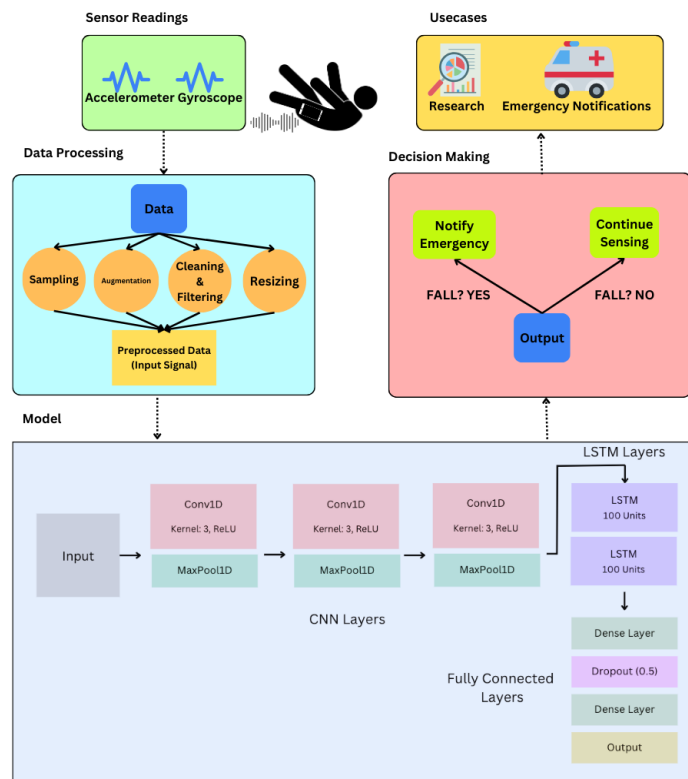 Sensor Readings
Accelerometer Gyroscope
Usecases
Research
Emergency Notifications
Data Processing
Data
Sampling
Augmentation
Cleaning
&
Filtering
Resizing
Preprocessed Data
(Input Signal)
Decision Making
Notify
Emergency
Continue
Sensing
FALL? YES
FALL? NO
Output
Model
Input
Conv1D
Kernel: 3, ReLU
MaxPool1D
Conv1D
Kernel: 3, ReLU
MaxPool1D
Conv1D
Kernel: 3, ReLU
MaxPool1D
CNN Layers
LSTM Layers
LSTM
100 Units
LSTM
100 Units
Fully Connected
Layers
Dense Layer
Dropout (0.5)
Dense Layer
Output